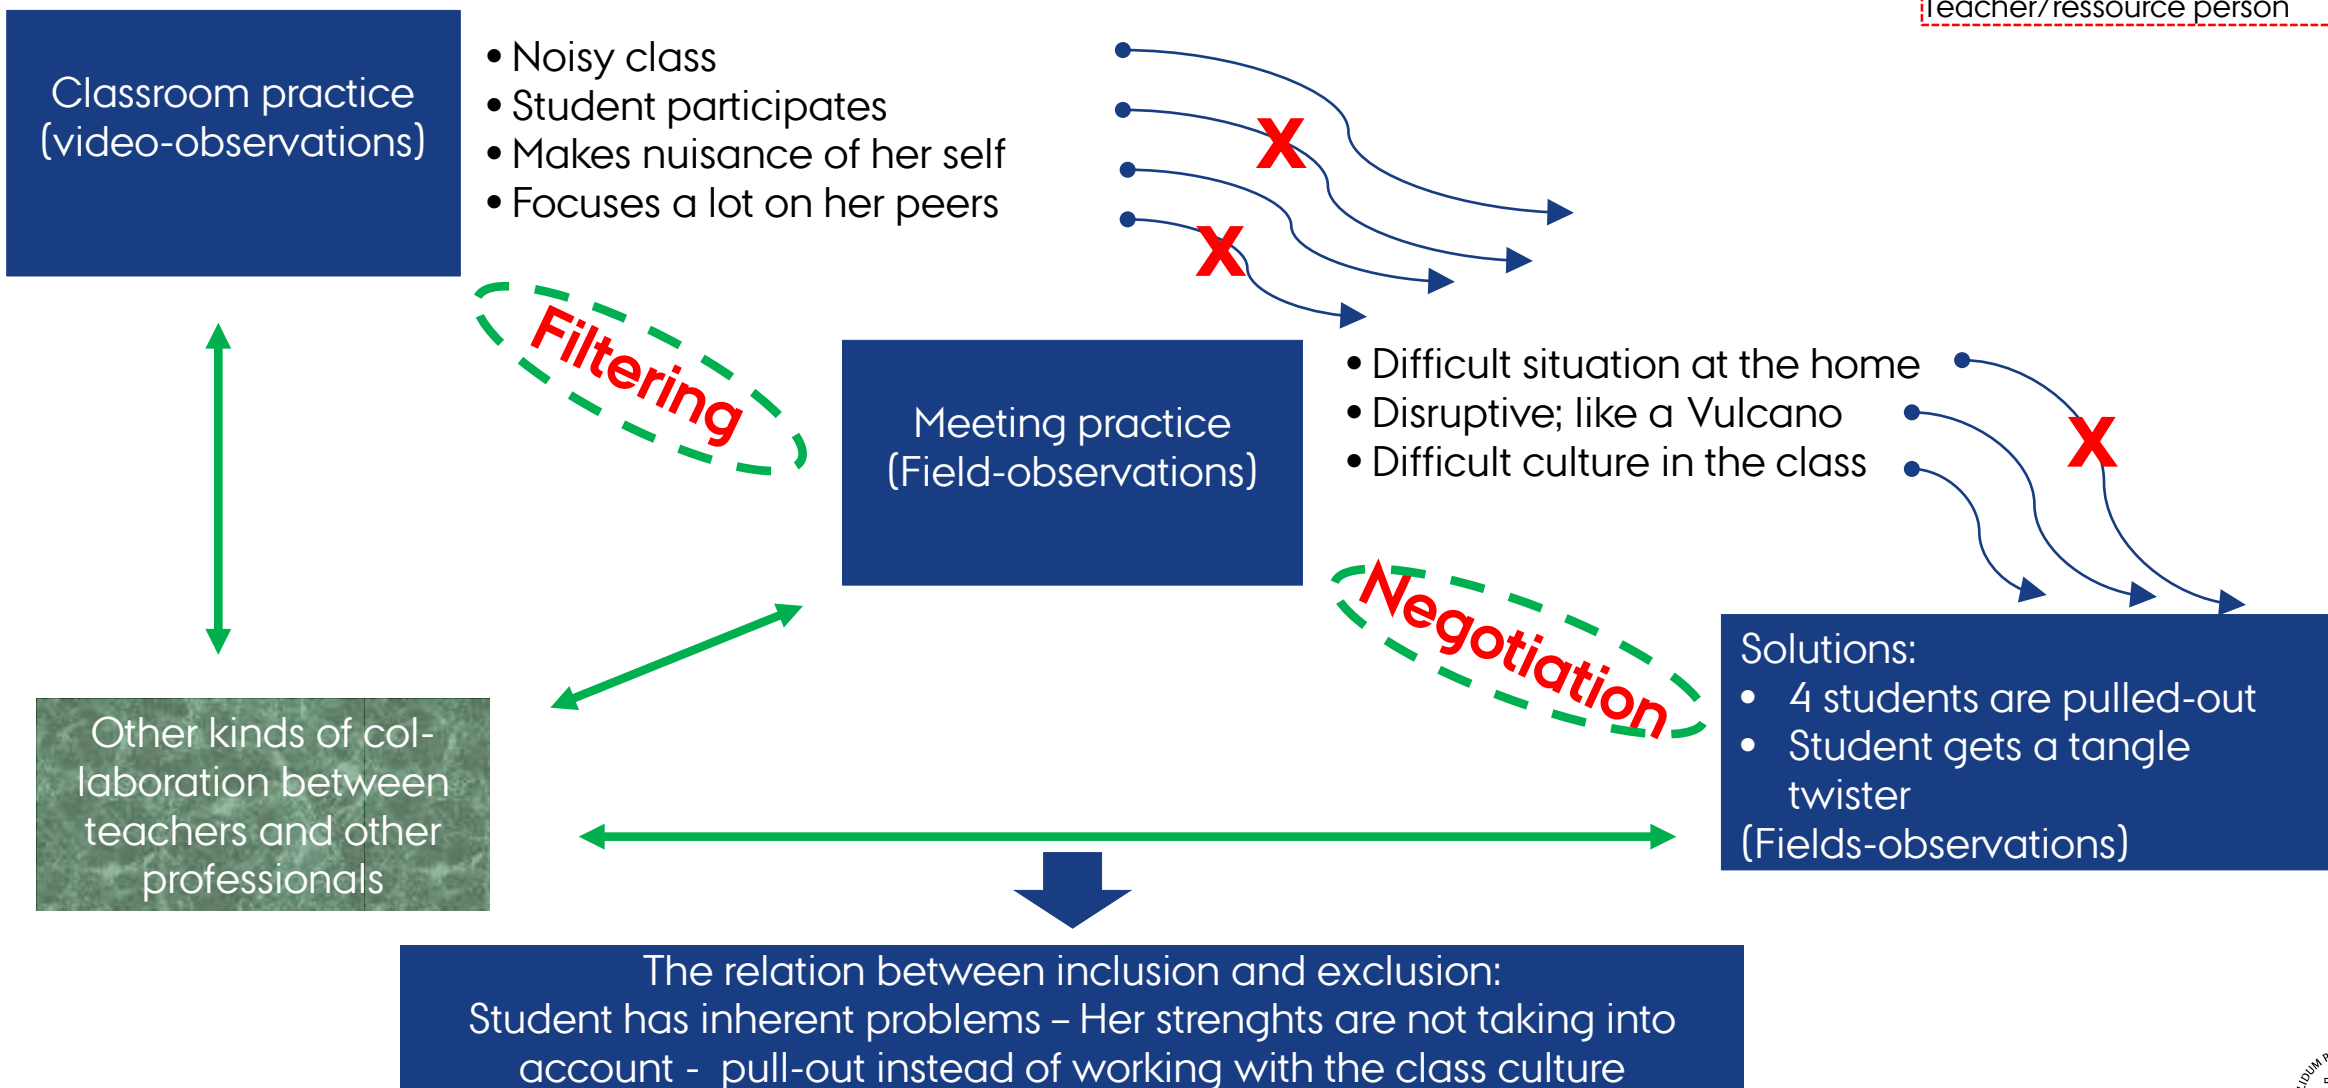 Teacher/ressource person
Classroom practice
(video-observations)
• Noisy class
• Student participates
• Makes nuisance of her self
• Focuses a lot on her peers
X
X
Filtering
Meeting practice
(Field-observations)
• Difficult situation at the home
• Disruptive; like a Vulcano
• Difficult culture in the class
X
Negotiation
Solutions:
• 4 students are pulled-out
• Student gets a tangle
twister
(Fields-observations)
Other kinds of col-
laboration between
teachers and other
professionals
The relation between inclusion and exclusion:
Student has inherent problems – Her strenghts are not taking into
account - pull-out instead of working with the class culture